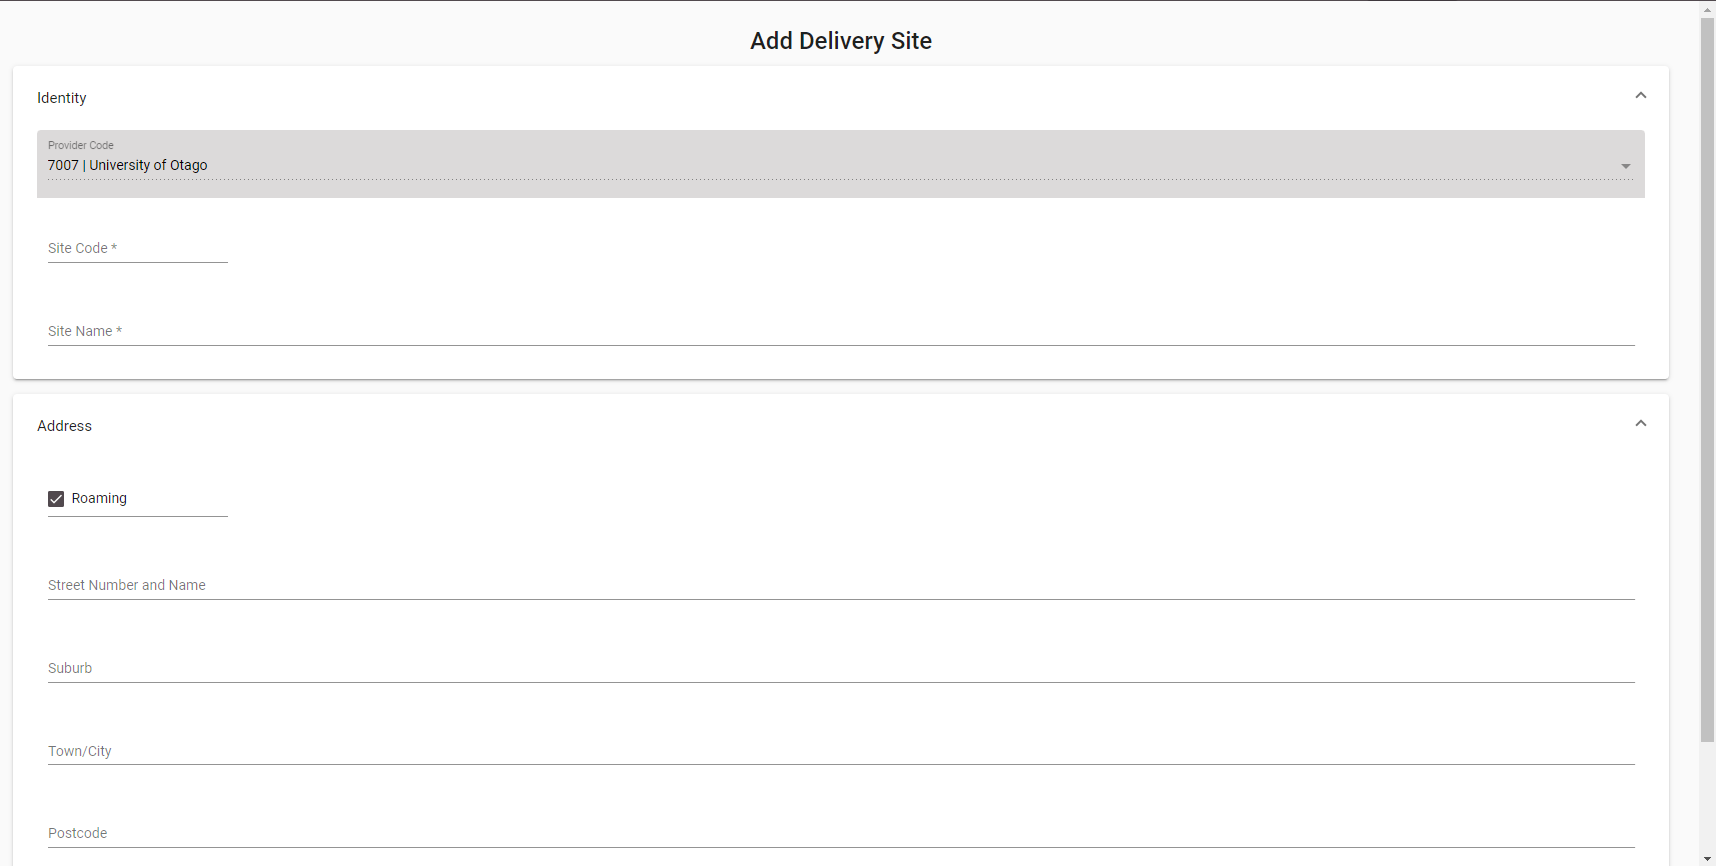 Add Delivery Site
Identity
Provider Code
7007 | University of Otago
Site Code *
Site Name *
Address
Roaming
Street Number and Name
Suburb
Town/City
Postcode